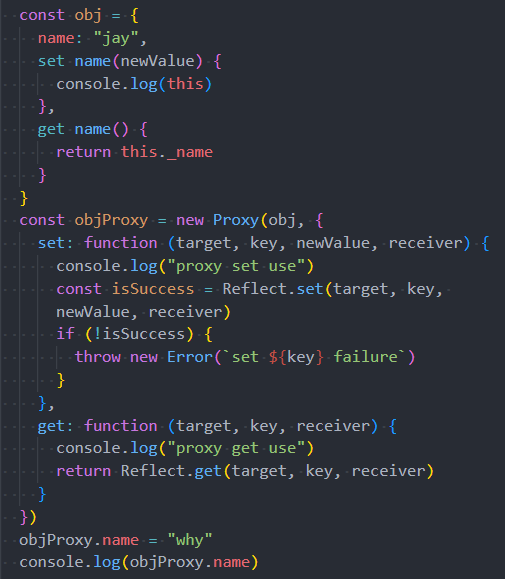 const obj = {
  name: "jay",
  set name(newValue) {
    console.log(this)
  },
  get name() {
    return this._name
  }
}
const objProxy = new Proxy(obj, {
  set: function (target, key, newValue, receiver) {
    console.log("proxy set use")
    const isSuccess = Reflect.set(target, key,
    newValue, receiver)
    if (!isSuccess) {
      throw new Error(`set ${key} failure`)
    }
  },
  get: function (target, key, receiver) {
    console.log("proxy get use")
    return Reflect.get(target, key, receiver)
  }
})
objProxy.name = "why"
console.log(objProxy.name)